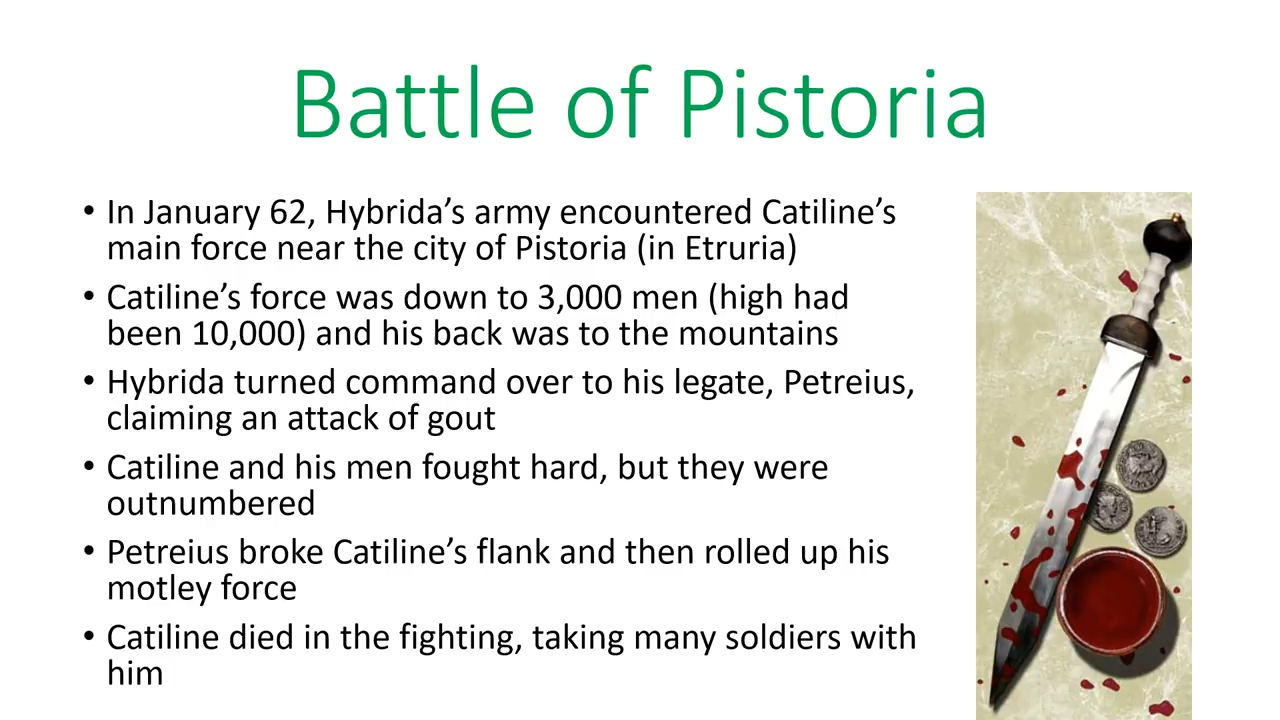 Battle of Pistoria
• In January 62, Hybrida’s army encountered Catiline’s
main force near the city of Pistoria (in Etruria)
• Catiline’s force was down to 3,000 men (high had
been 10,000) and his back was to the mountains
• Hybrida turned command over to his legate, Petreius,
claiming an attack of gout
• Catiline and his men fought hard, but they were
outnumbered
• Petreius broke Catiline’s flank and then rolled up his
motley force
• Catiline died in the fighting, taking many soldiers with
him